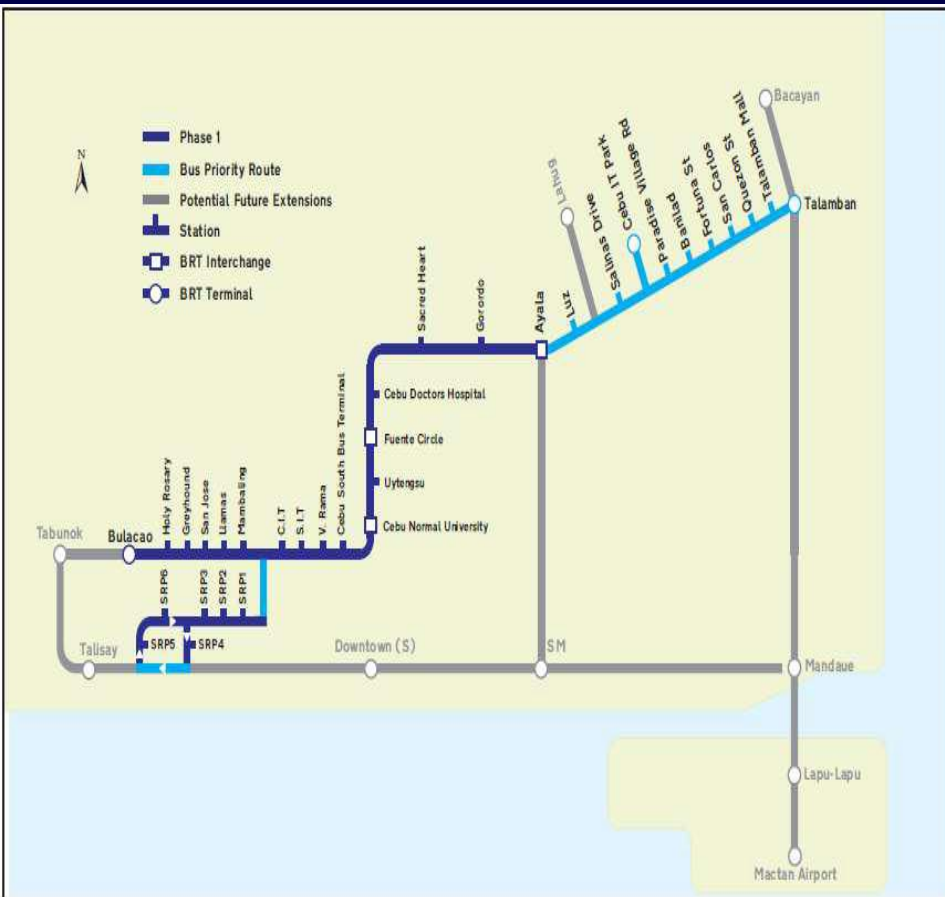 N
Phase 1
Bus Priority Route
Potential Future Extensions
Station
BRT Interchange
BRT Terminal
Bacayan
Talamban
Talamban Mall
Quezon St
San Carlos
Fortuna St
Banilad
Paradise Village Rd
Cebu IT Park
Salinas Drive
Lahug
Luz
Ayala
Gorordo
Sacred Heart
Cebu Doctors Hospital
Fuente Circle
Uytengsu
Cebu Normal University
Cebu South Bus Terminal
V. Rama
S.I.T
C.I.T
Mambaling
Llamas
San Jose
Greyhound
Holy Rosary
Bulacao
Tabunok
SRP6
SRP3
SRP2
SRP1
SRP5
SRP4
Talisay
Downtown (S)
SM
Mandaue
Lapu-Lapu
Mactan Airport